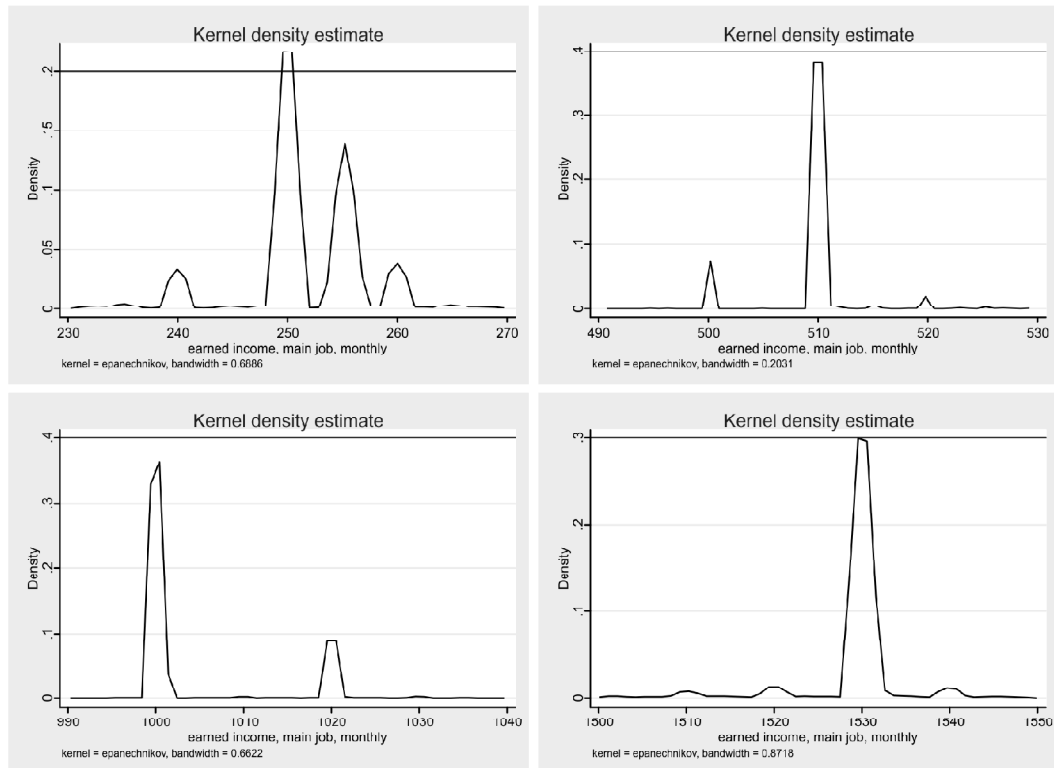 Kernel density estimate
.2
.15
.1
.05
0
Density
230 240 250 260 270
earned income, main job, monthly
kernel = epanechnikov, bandwidth = 0.6886
Kernel density estimate
.4
.3
.2
.1
0
Density
490 500 510 520 530
earned income, main job, monthly
kernel = epanechnikov, bandwidth = 0.2031
Kernel density estimate
.4
.3
.2
.1
0
Density
990 1000 1010 1020 1030 1040
earned income, main job, monthly
kernel = epanechnikov, bandwidth = 0.6622
Kernel density estimate
.3
.2
.1
0
Density
1500 1510 1520 1530 1540 1550
earned income, main job, monthly
kernel = epanechnikov, bandwidth = 0.8718